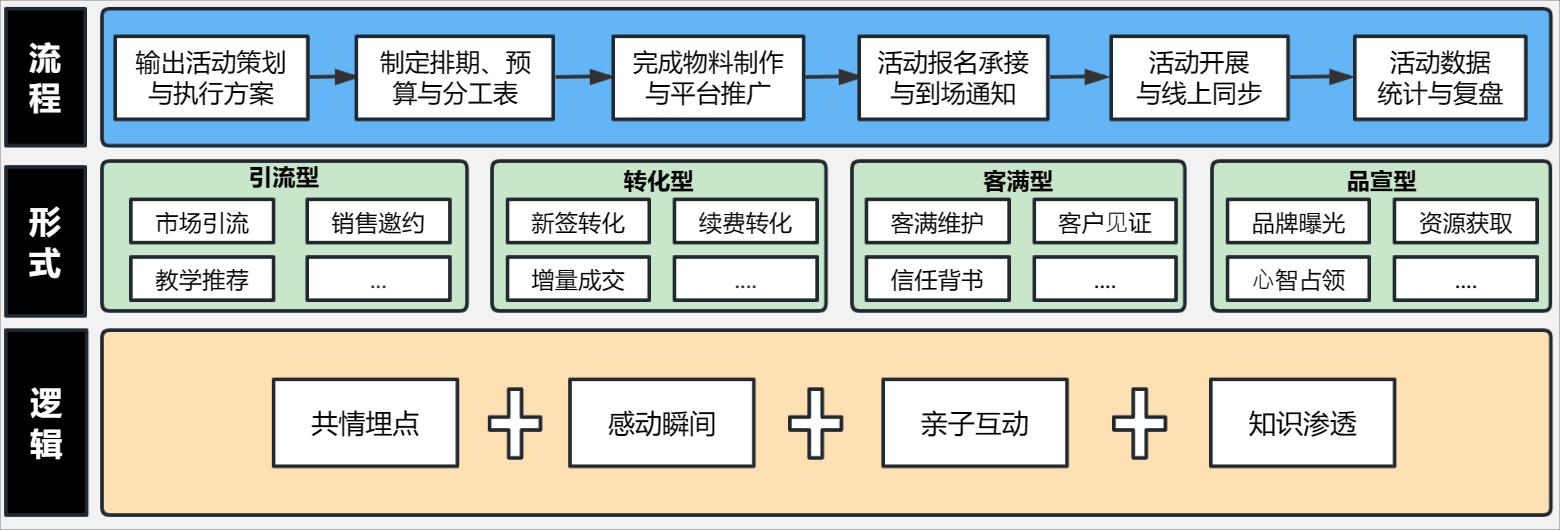 流
程
输出活动策划
与执行方案
制定排期、预
算与分工表
完成物料制作
与平台推广
活动报名承接
与到场通知
活动开展
与线上同步
活动数据
统计与复盘
形
式
引流型
市场引流
销售邀约
教学推荐
...
转化型
新签转化
续费转化
增量成交
....
客满型
客满维护
客户见证
信任背书
....
品宣型
品牌曝光
资源获取
心智占领
....
逻
辑
共情埋点
感动瞬间
亲子互动
知识渗透